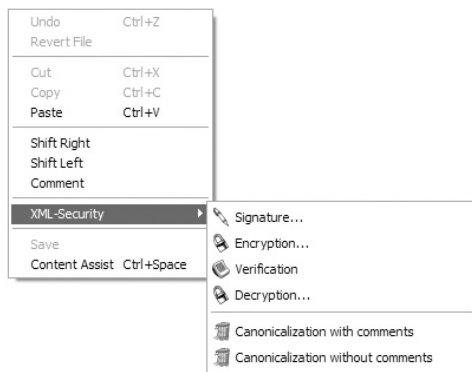 Undo Ctrl+Z
Revert File
Cut Ctrl+X
Copy Ctrl+C
Paste Ctrl+V
Shift Right
Shift Left
Comment
XML-Security
Signature...
Encryption...
Verification
Decryption...
Canonicalization with comments
Canonicalization without comments
Save
Content Assist Ctrl+Space